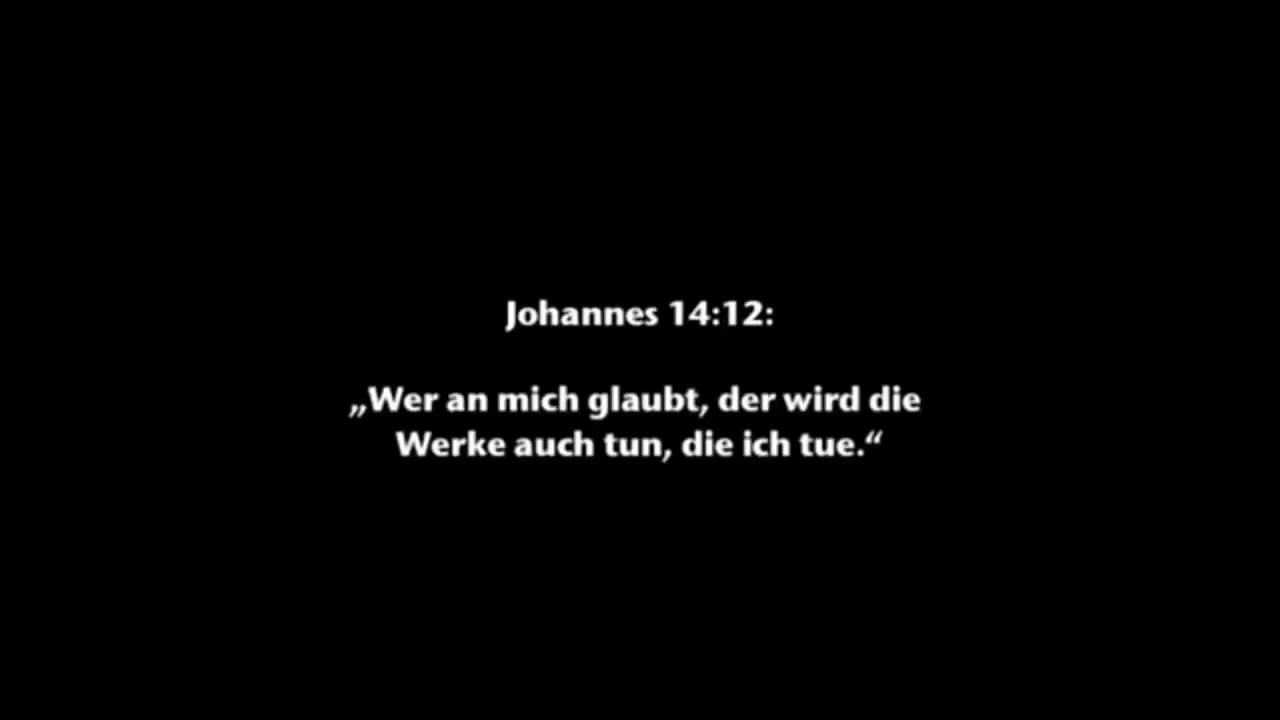 Johannes 14:12:
„Wer an mich glaubt, der wird die
Werke auch tun, die ich tue.“